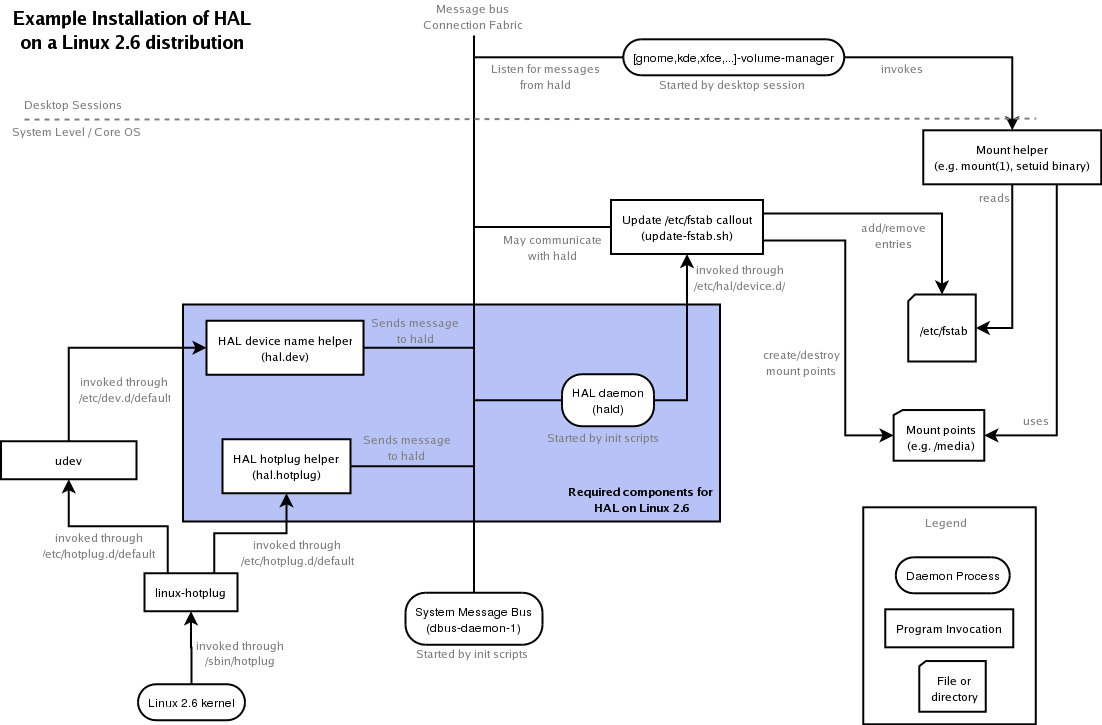 Example Installation of HAL
on a Linux 2.6 distribution
Message bus
Connection Fabric
[gnome,kde,xfce,...]-volume-manager
Listen for messages
from hald
Started by desktop session
invokes
Desktop Sessions
System Level / Core OS
Mount helper
(e.g. mount(1), setuid binary)
reads
Update /etc/fstab callout
(update-fstab.sh)
May communicate
with hald
add/remove
entries
invoked through
/etc/hal/device.d/
/etc/fstab
HAL device name helper
(hal.dev)
Sends message
to hald
create/destroy
mount points
invoked through
/etc/dev.d/default
HAL daemon
(hald)
Started by init scripts
Mount points
(e.g. /media)
uses
udev
HAL hotplug helper
(hal.hotplug)
Sends message
to hald
Required components for
HAL on Linux 2.6
invoked through
/etc/hotplug.d/default
invoked through
/etc/hotplug.d/default
linux-hotplug
System Message Bus
(dbus-daemon-1)
Started by init scripts
invoked through
/sbin/hotplug
Linux 2.6 kernel
Legend
Daemon Process
Program Invocation
File or
directory